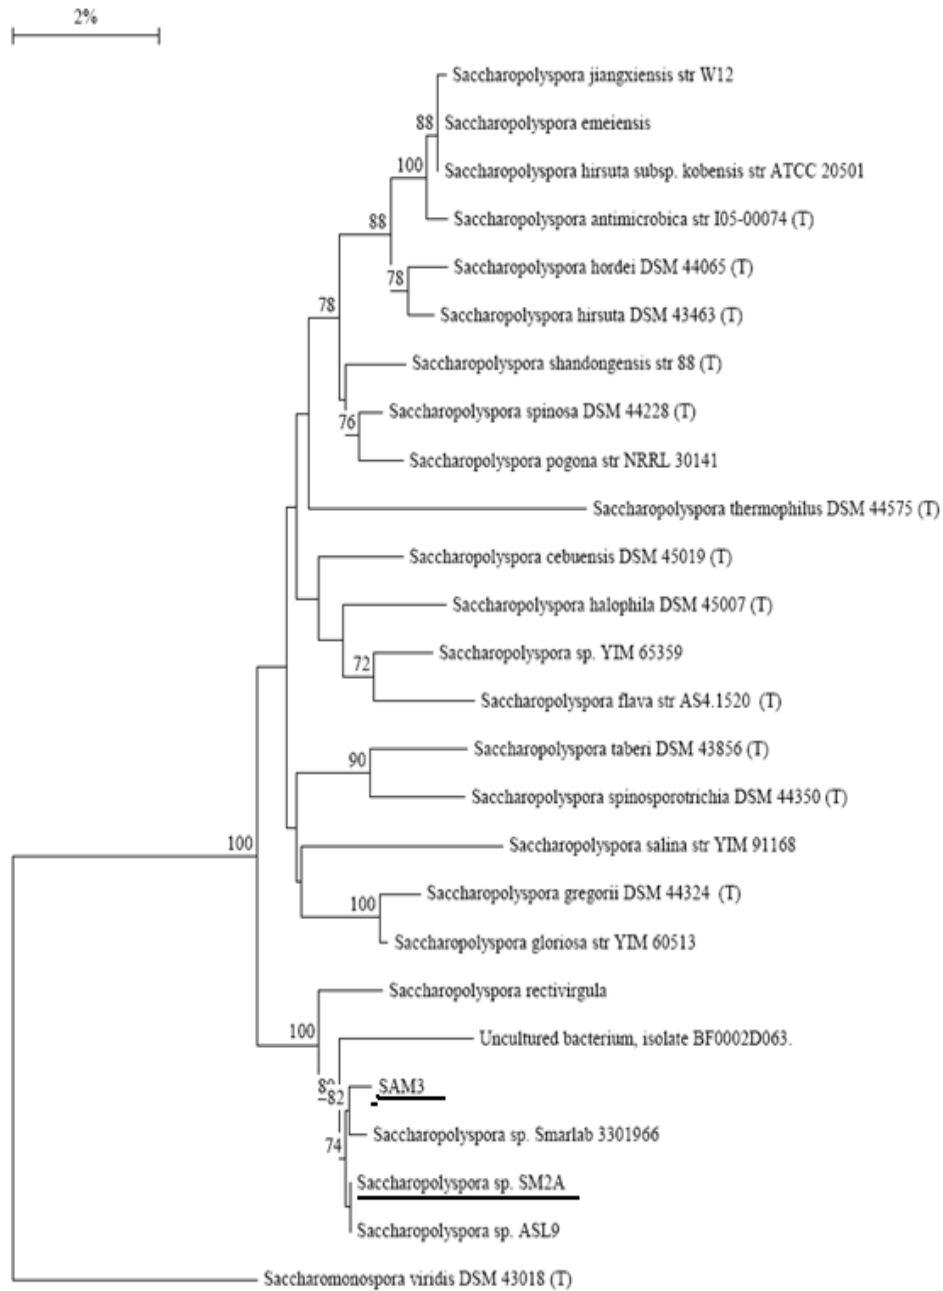 2%
Saccharopolyspora jiangxiensis str W12
88
Saccharopolyspora emeiensis
100
Saccharopolyspora hirsuta subsp. kobensis str ATCC 20501
88
Saccharopolyspora antimicrobica str I05-00074 (T)
78
Saccharopolyspora hordei DSM 44065 (T)
78
Saccharopolyspora hirsuta DSM 43463 (T)
Saccharopolyspora shandongensis str 88 (T)
76
Saccharopolyspora spinosa DSM 44228 (T)
Saccharopolyspora pogona str NRRL 30141
Saccharopolyspora thermophilus DSM 44575 (T)
Saccharopolyspora cebuensis DSM 45019 (T)
Saccharopolyspora halophila DSM 45007 (T)
72
Saccharopolyspora sp. YIM 65359
Saccharopolyspora flava str AS4.1520 (T)
90
Saccharopolyspora taberi DSM 43856 (T)
Saccharopolyspora spinosporotrichia DSM 44350 (T)
100
Saccharopolyspora salina str YIM 91168
100
Saccharopolyspora gregorii DSM 44324 (T)
Saccharopolyspora gloriosa str YIM 60513
Saccharopolyspora rectivirgula
100
Uncultured bacterium, isolate BF0002D063.
82
SAM3
74
Saccharopolyspora sp. Smarlab 3301966
Saccharopolyspora sp. SM2A
Saccharopolyspora sp. ASL9
Saccharomonospora viridis DSM 43018 (T)